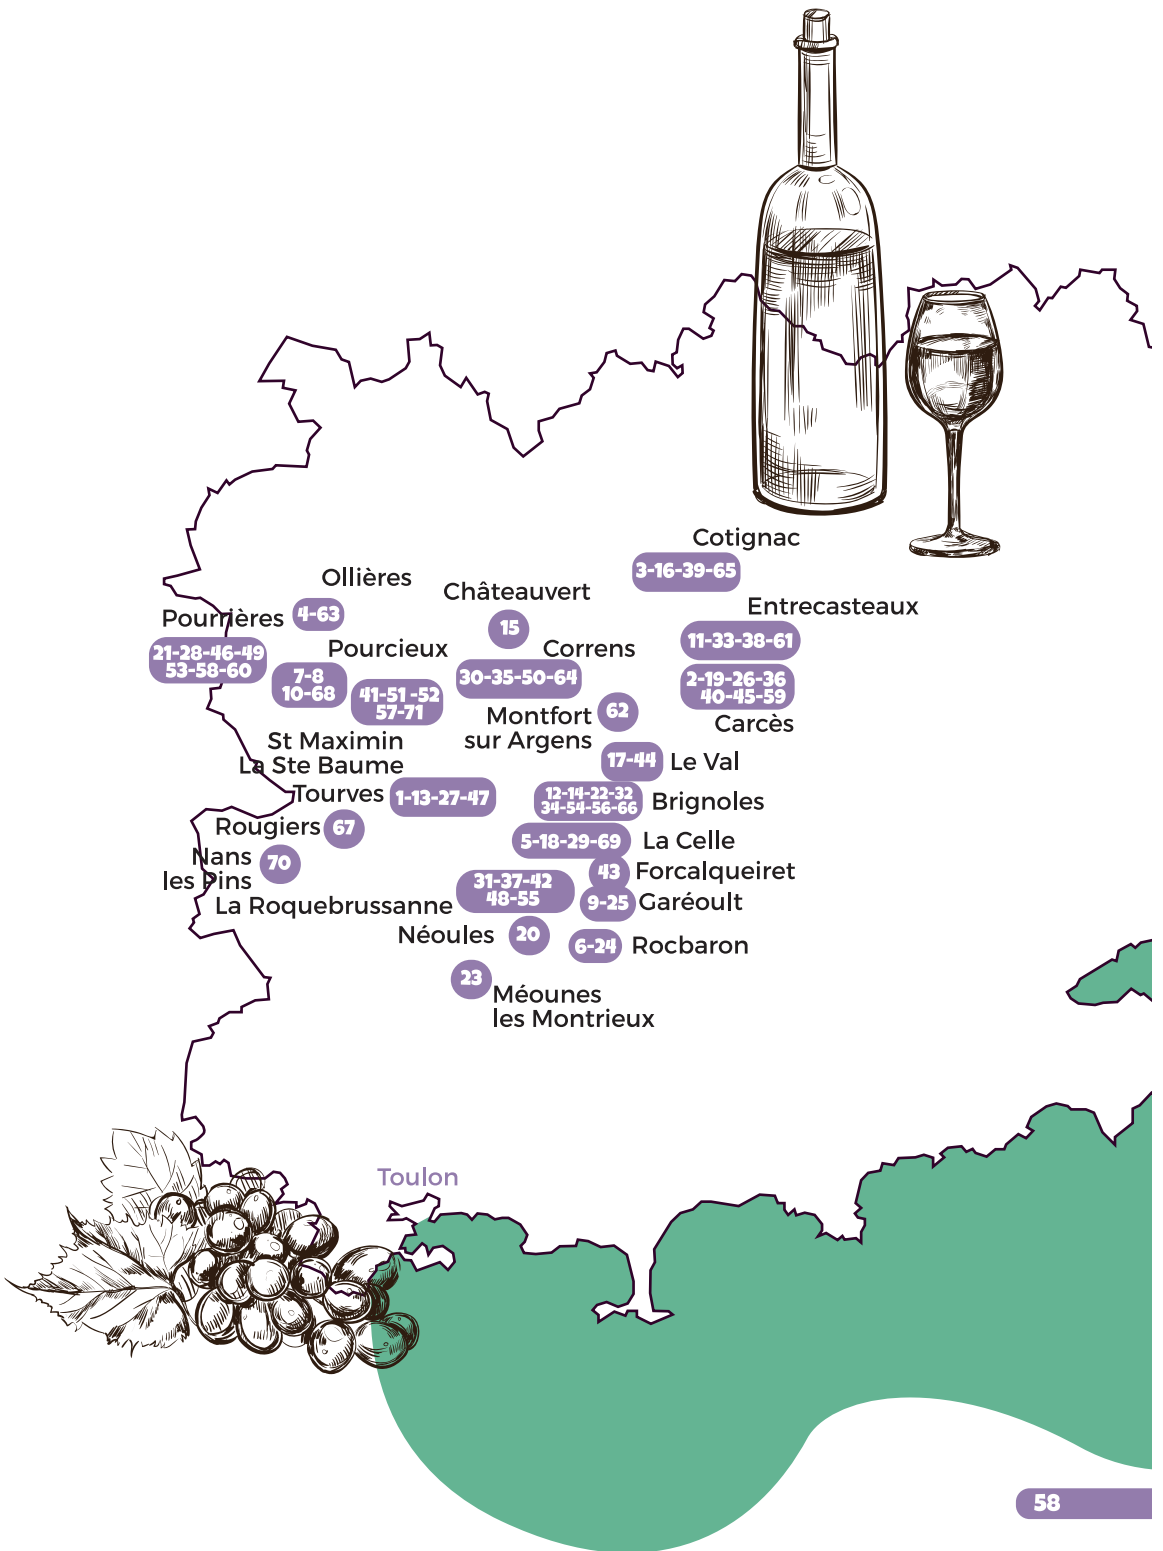 Cotignac
3-16-39-65
Ollières
4-63
Châteauvert
15
Entrecasteaux
11-33-38-61
Pourrières
21-28-46-49
53-58-60
Pourcieux
7-8
10-68
Correns
30-35-50-64
2-19-26-36
40-45-59
Carcès
41-51 -52
57-71
St Maximin
La Ste Baume
Montfort
sur Argens
62
17-44
Le Val
Tourves
1-13-27-47
12-14-22-32
34-54-56-66
Brignoles
Rougiers
67
5-18-29-69
La Celle
Nans
les Pins
70
43
Forcalqueiret
La Roquebrussanne
31-37-42
48-55
9-25
Garéoult
Néoules
20
6-24
Rocbaron
23
Méounes
les Montrieux
Toulon
58